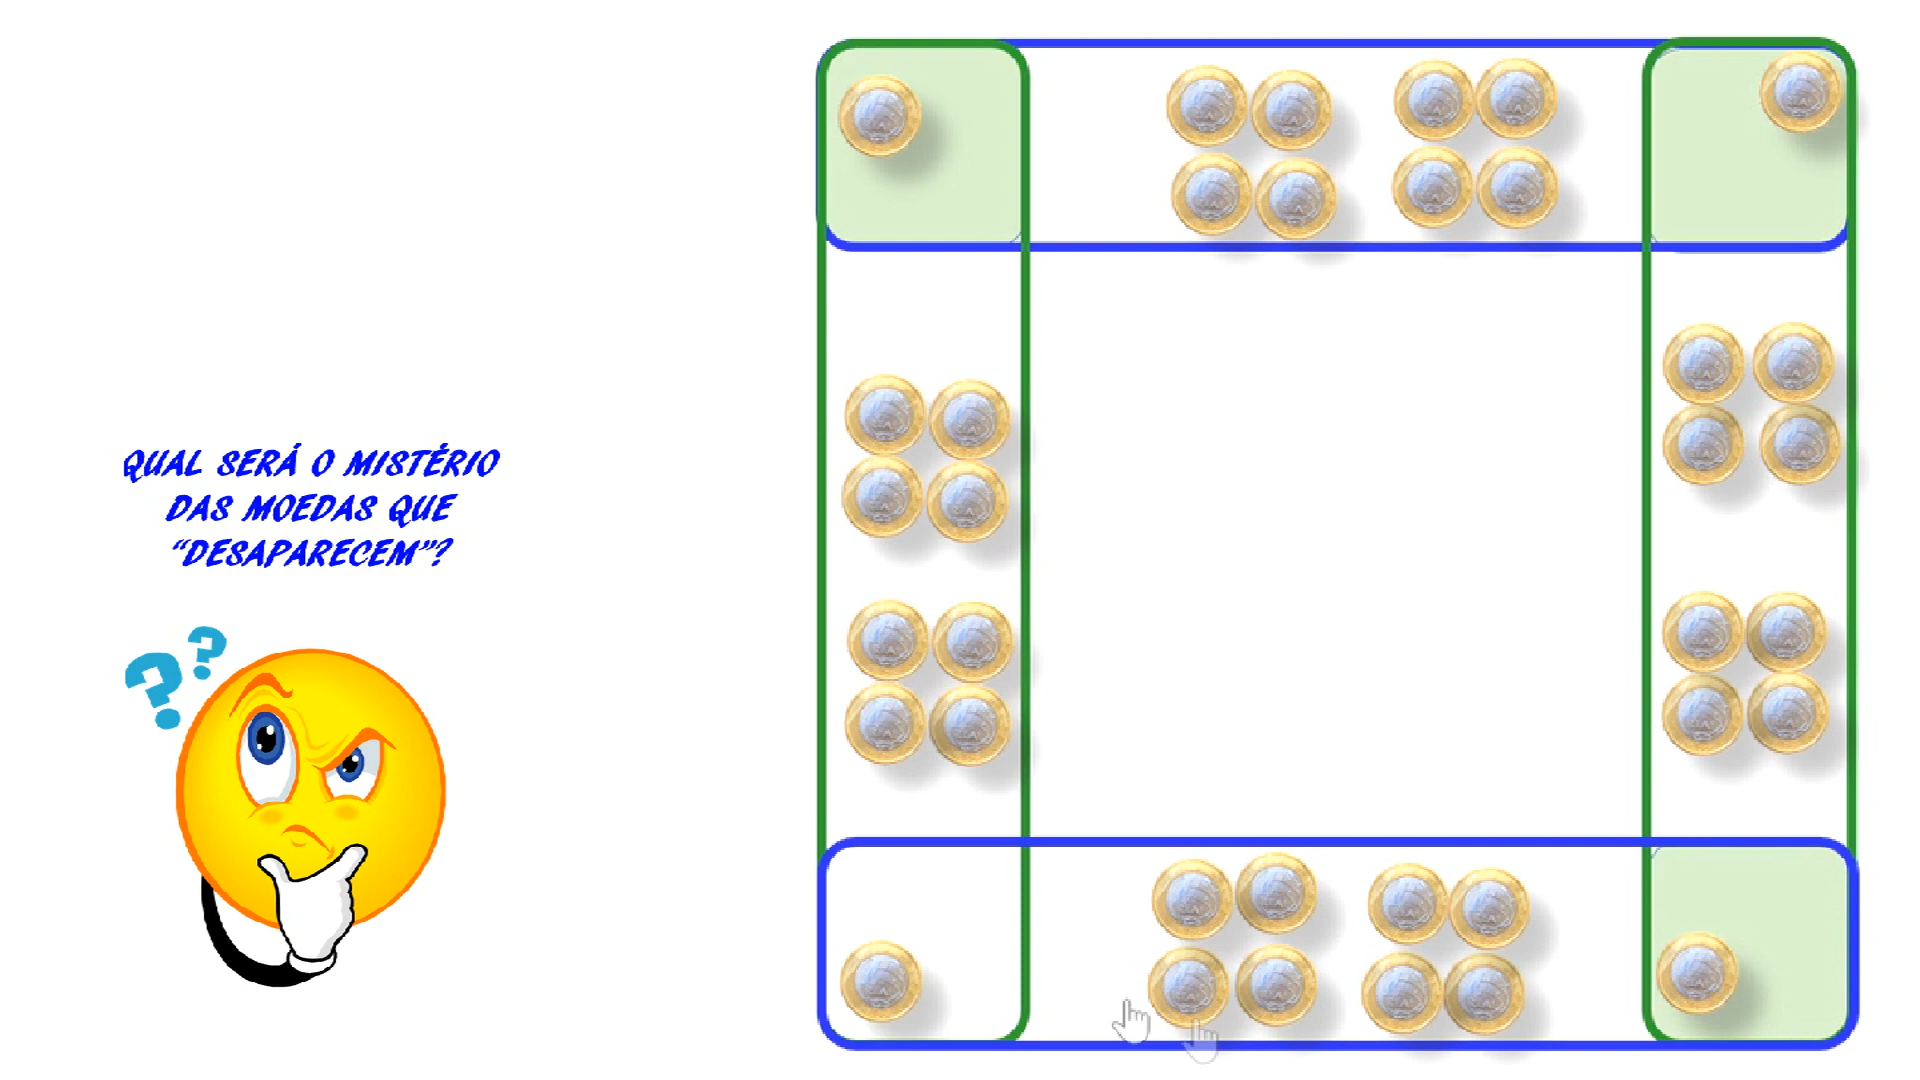 QUAL SERÁ O MISTÉRIO
DAS MOEDAS QUE
“DESAPARECEM”?
??